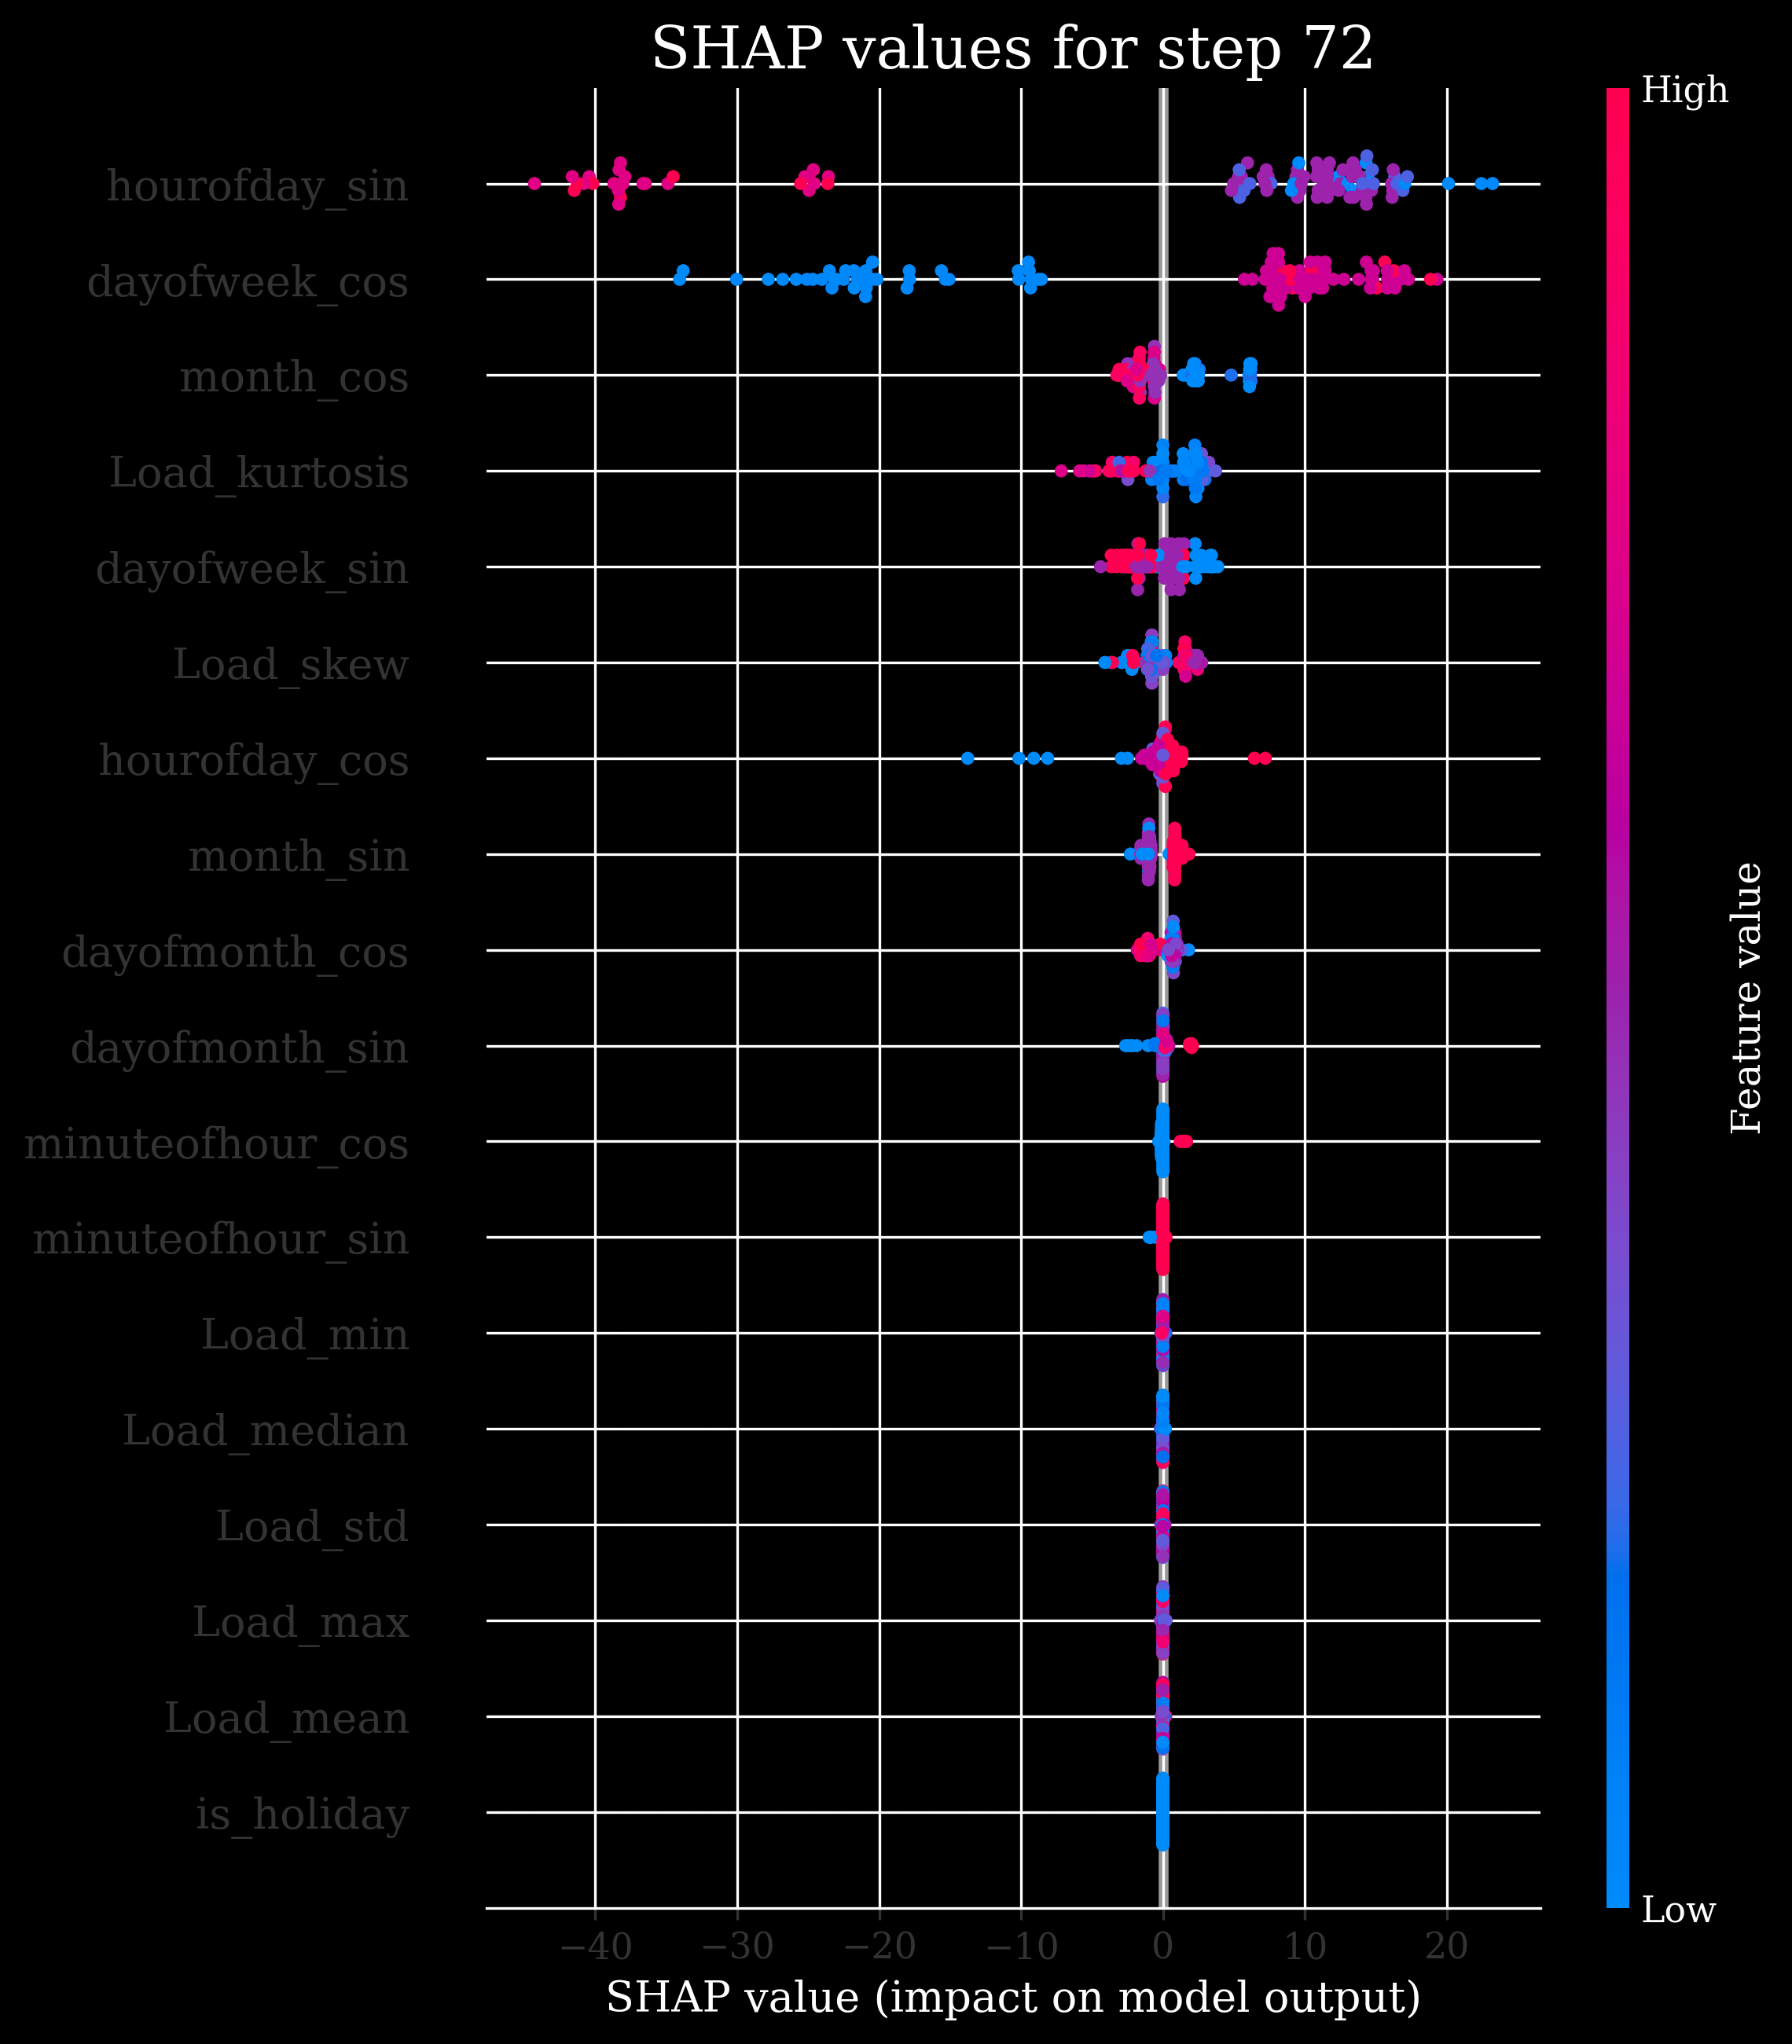 SHAP values for step 72
High
hourofday_sin
dayofweek_cos
month_cos
Load_kurtosis
dayofweek_sin
Load_skew
hourofday_cos
month_sin
dayofmonth_cos
dayofmonth_sin
minuteofhour_cos
minuteofhour_sin
Load_min
Load_median
Load_std
Load_max
Load_mean
is_holiday
Feature value
Low
−40 −30 −20 −10 0 10 20
SHAP value (impact on model output)